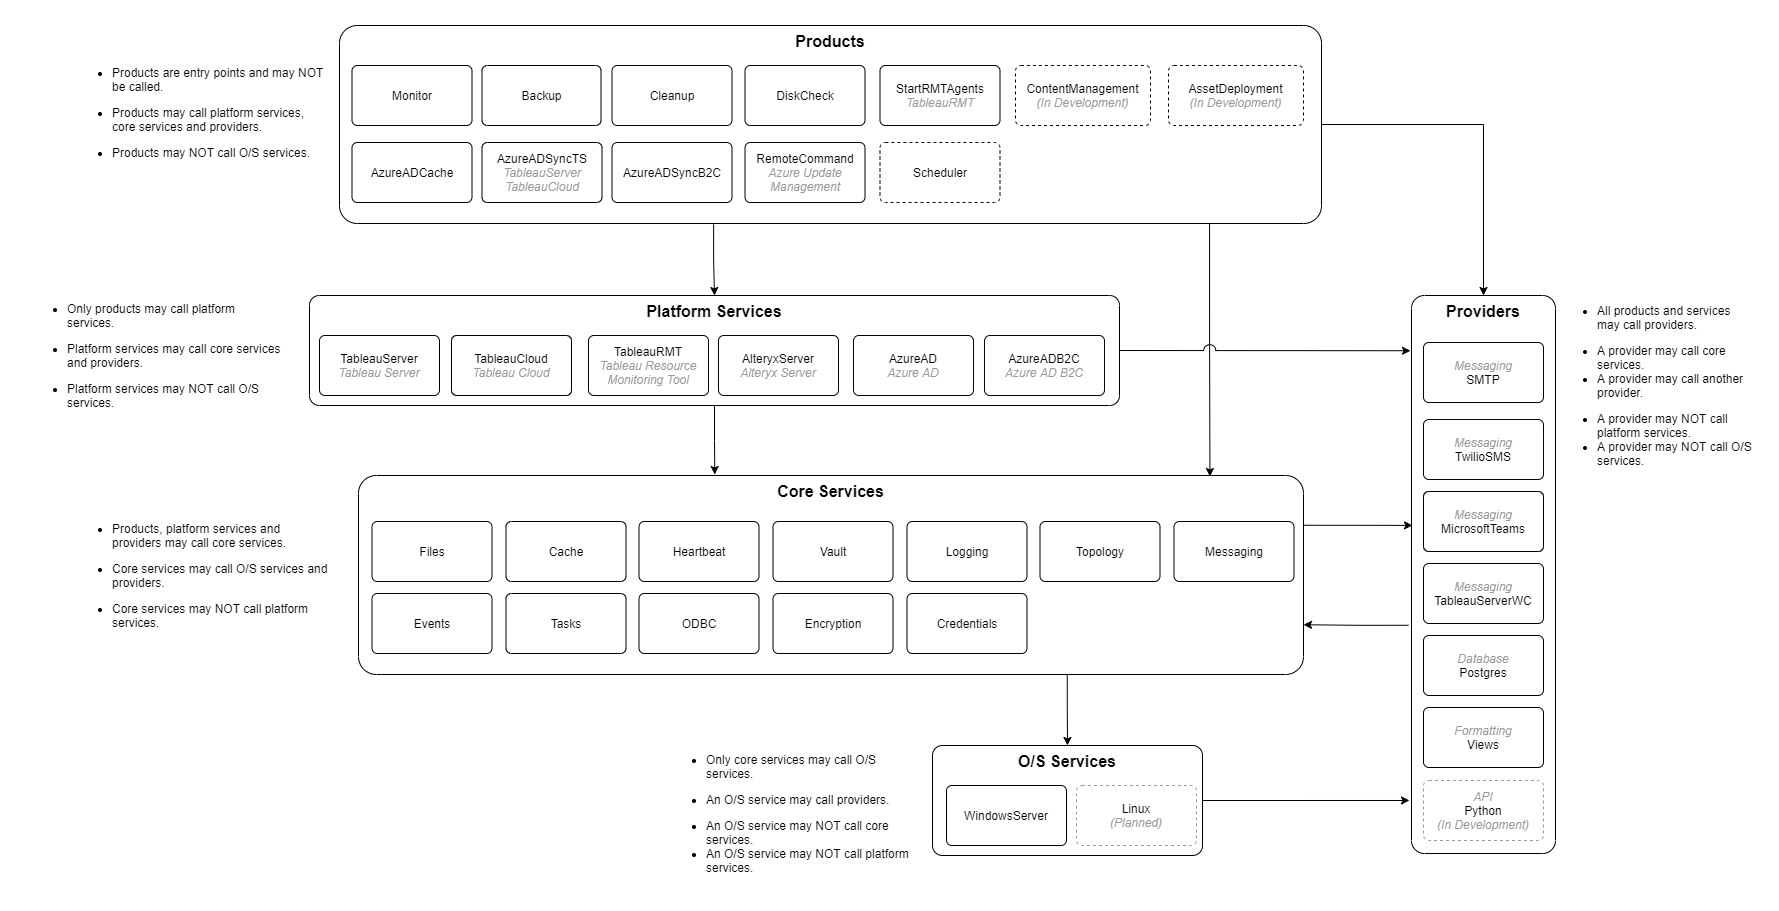 Products
Products are entry points and may NOT
be called.
Products may call platform services,
core services and providers.
Products may NOT call O/S services.
Monitor
Backup
Cleanup
DiskCheck
StartRMTAgents
TableauRMT
ContentManagement
(In Development)
AssetDeployment
(In Development)
AzureADCache
AzureADSyncTS
TableauServer
TableauCloud
AzureADSyncB2C
RemoteCommand
Azure Update
Management
Scheduler
Only products may call platform
services.
Platform services may call core services
and providers.
Platform services may NOT call O/S
services.
Platform Services
TableauServer
Tableau Server
TableauCloud
Tableau Cloud
TableauRMT
Tableau Resource
Monitoring Tool
AlteryxServer
Alteryx Server
AzureAD
Azure AD
AzureADB2C
Azure AD B2C
Providers
Messaging
SMTP
Messaging
TwilioSMS
Messaging
MicrosoftTeams
Messaging
TableauServerWC
Database
Postgres
Formatting
Views
API
Python
(In Development)
All products and services
may call providers.
A provider may call core
services.
A provider may call another
provider.
A provider may NOT call
platform services.
A provider may NOT call O/S
services.
Products, platform services and
providers may call core services.
Core services may call O/S services and
providers.
Core services may NOT call platform
services.
Core Services
Files
Cache
Heartbeat
Vault
Logging
Topology
Messaging
Events
Tasks
ODBC
Encryption
Credentials
Only core services may call O/S
services.
An O/S service may call providers.
An O/S service may NOT call core
services.
An O/S service may NOT call platform
services.
O/S Services
WindowsServer
Linux
(Planned)